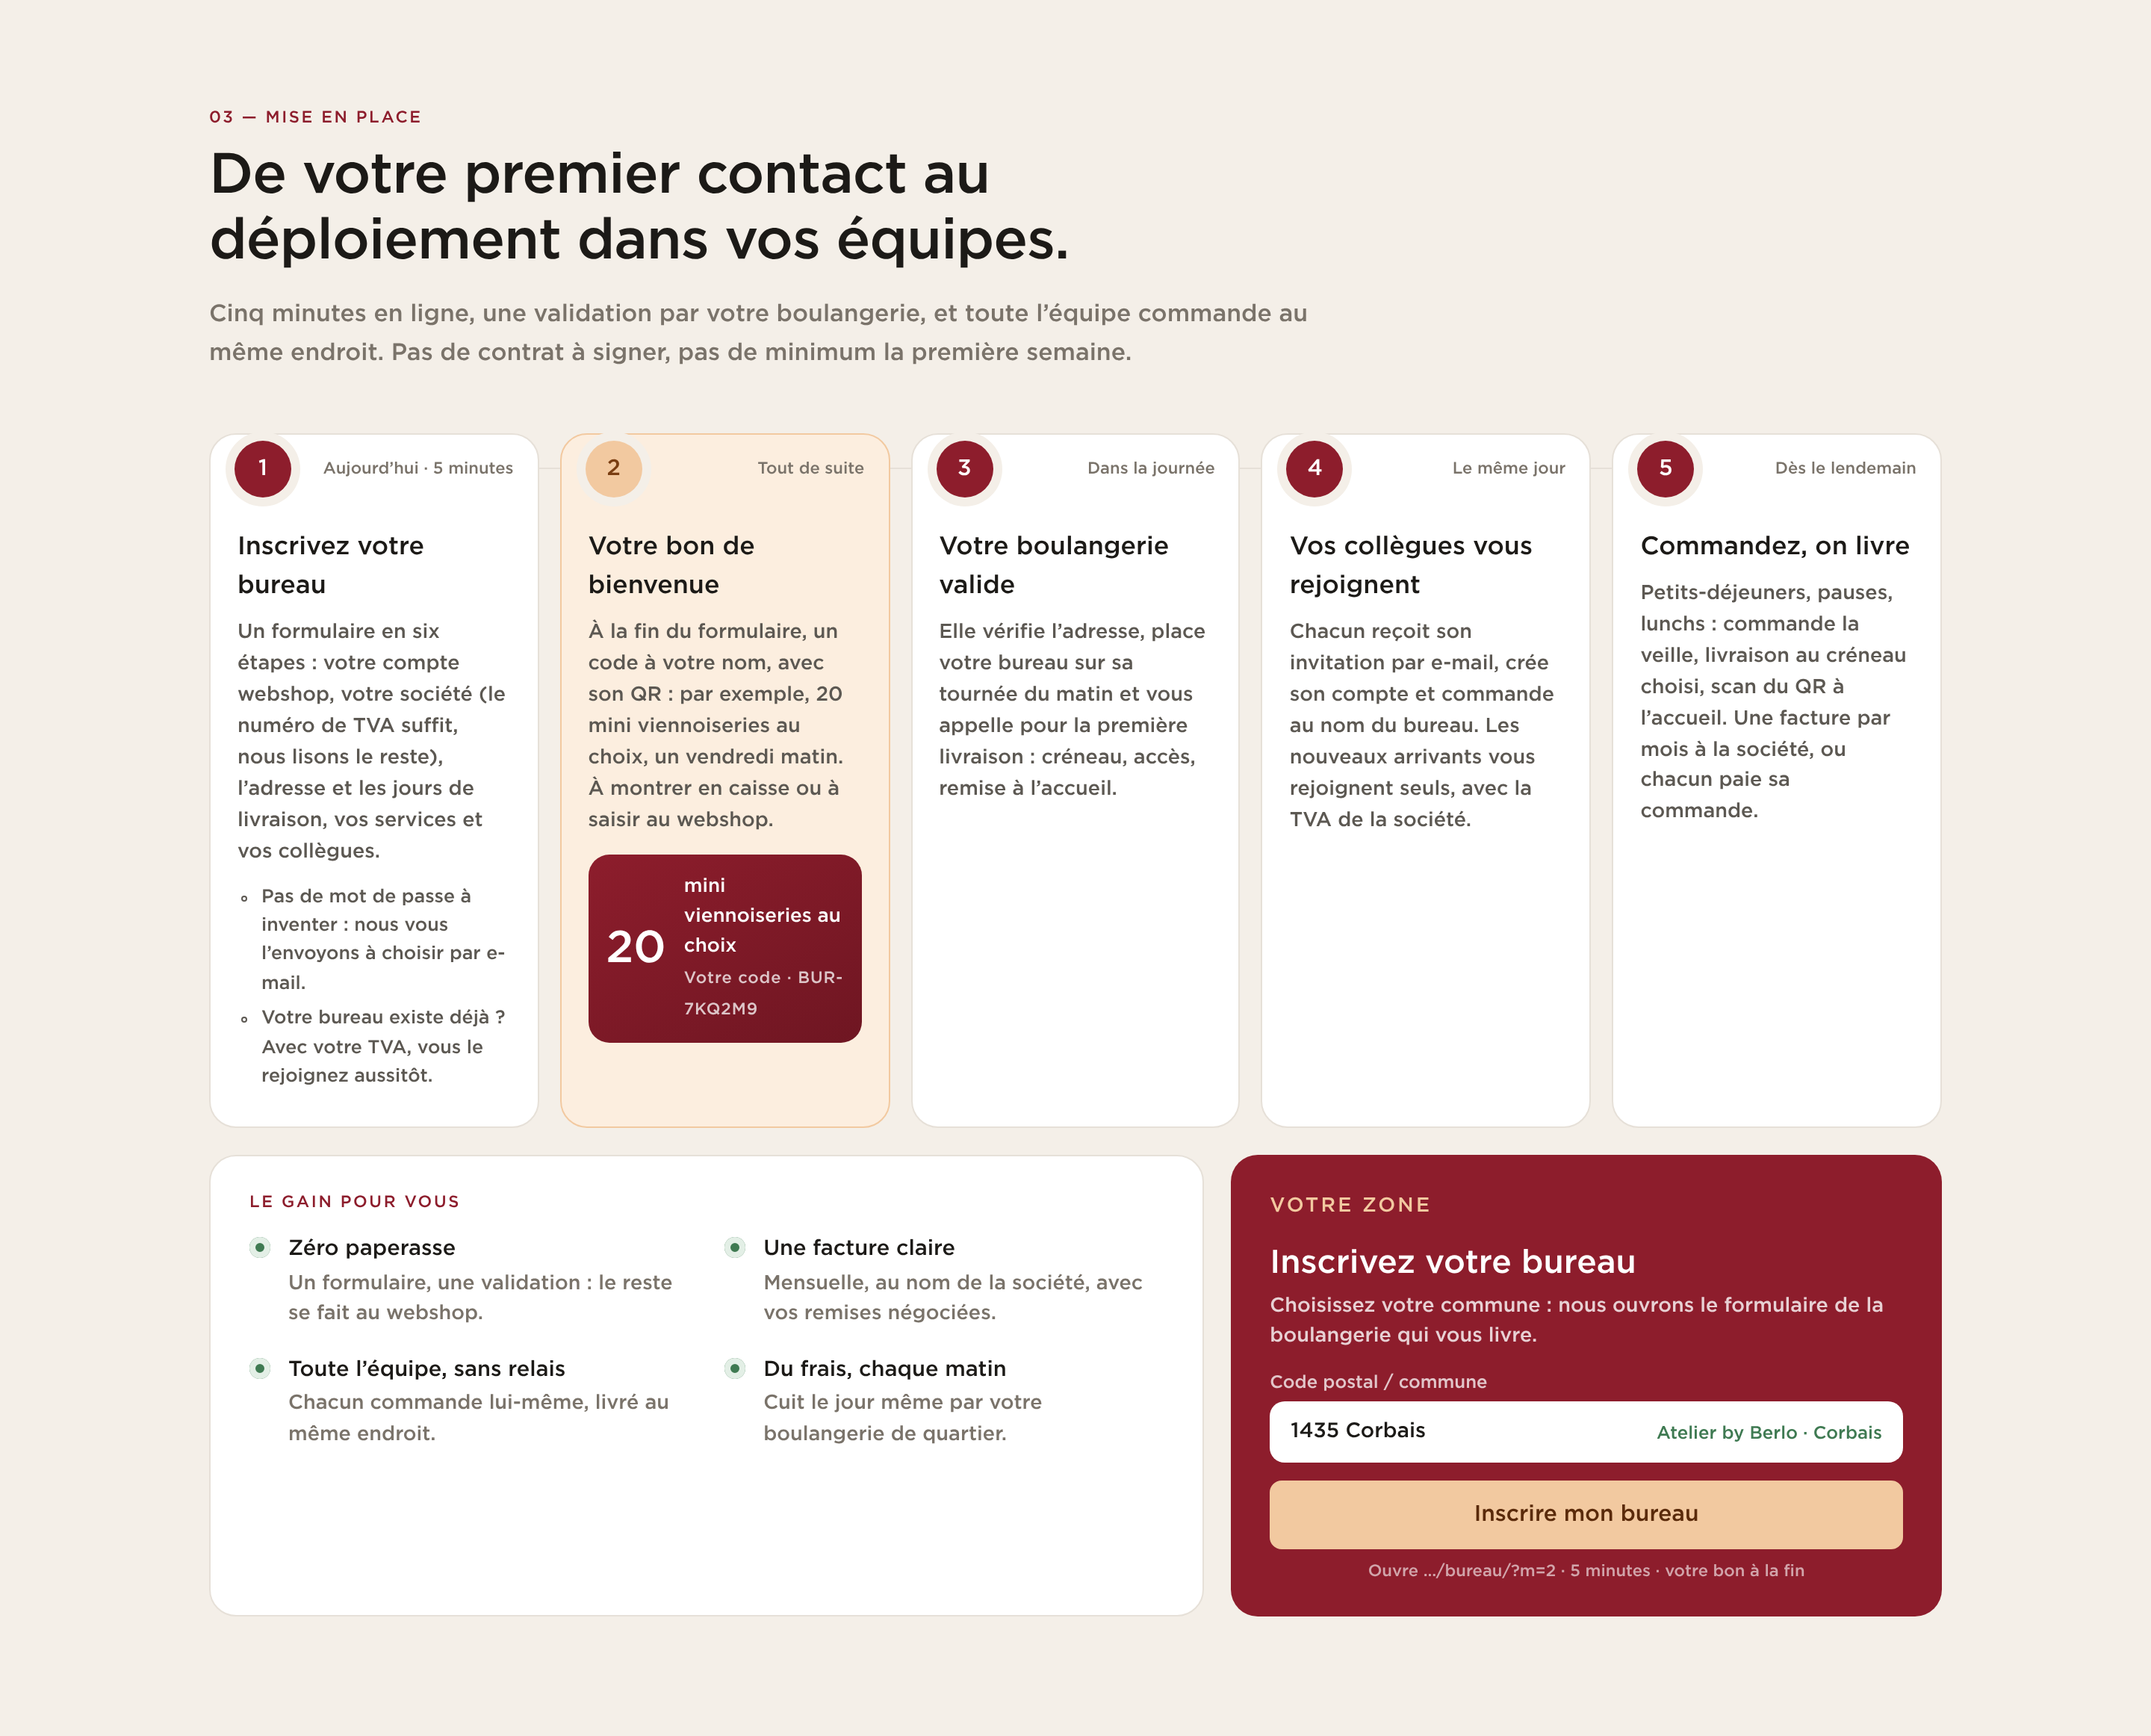 03 — MISE EN PLACE
De votre premier contact au
déploiement dans vos équipes.
Cinq minutes en ligne, une validation par votre boulangerie, et toute l’équipe commande au
même endroit. Pas de contrat à signer, pas de minimum la première semaine.
1
Aujourd’hui · 5 minutes
Inscrivez votre
bureau
Un formulaire en six
étapes : votre compte
webshop, votre société (le
numéro de TVA suffit,
nous lisons le reste),
l’adresse et les jours de
livraison, vos services et
vos collègues.
Pas de mot de passe à
inventer : nous vous
l’envoyons à choisir par e-
mail.
Votre bureau existe déjà ?
Avec votre TVA, vous le
rejoignez aussitôt.
2
Tout de suite
Votre bon de
bienvenue
À la fin du formulaire, un
code à votre nom, avec
son QR : par exemple, 20
mini viennoiseries au
choix, un vendredi matin.
À montrer en caisse ou à
saisir au webshop.
20
mini
viennoiseries au
choix
Votre code · BUR-
7KQ2M9
3
Dans la journée
Votre boulangerie
valide
Elle vérifie l’adresse, place
votre bureau sur sa
tournée du matin et vous
appelle pour la première
livraison : créneau, accès,
remise à l’accueil.
4
Le même jour
Vos collègues vous
rejoignent
Chacun reçoit son
invitation par e-mail, crée
son compte et commande
au nom du bureau. Les
nouveaux arrivants vous
rejoignent seuls, avec la
TVA de la société.
5
Dès le lendemain
Commandez, on livre
Petits-déjeuners, pauses,
lunchs : commande la
veille, livraison au créneau
choisi, scan du QR à
l’accueil. Une facture par
mois à la société, ou
chacun paie sa
commande.
LE GAIN POUR VOUS
Zéro paperasse
Un formulaire, une validation : le reste
se fait au webshop.
Une facture claire
Mensuelle, au nom de la société, avec
vos remises négociées.
Toute l’équipe, sans relais
Chacun commande lui-même, livré au
même endroit.
Du frais, chaque matin
Cuit le jour même par votre
boulangerie de quartier.
VOTRE ZONE
Inscrivez votre bureau
Choisissez votre commune : nous ouvrons le formulaire de la
boulangerie qui vous livre.
Code postal / commune
1435 Corbais
Atelier by Berlo · Corbais
Inscrire mon bureau
Ouvre …/bureau/?m=2 · 5 minutes · votre bon à la fin